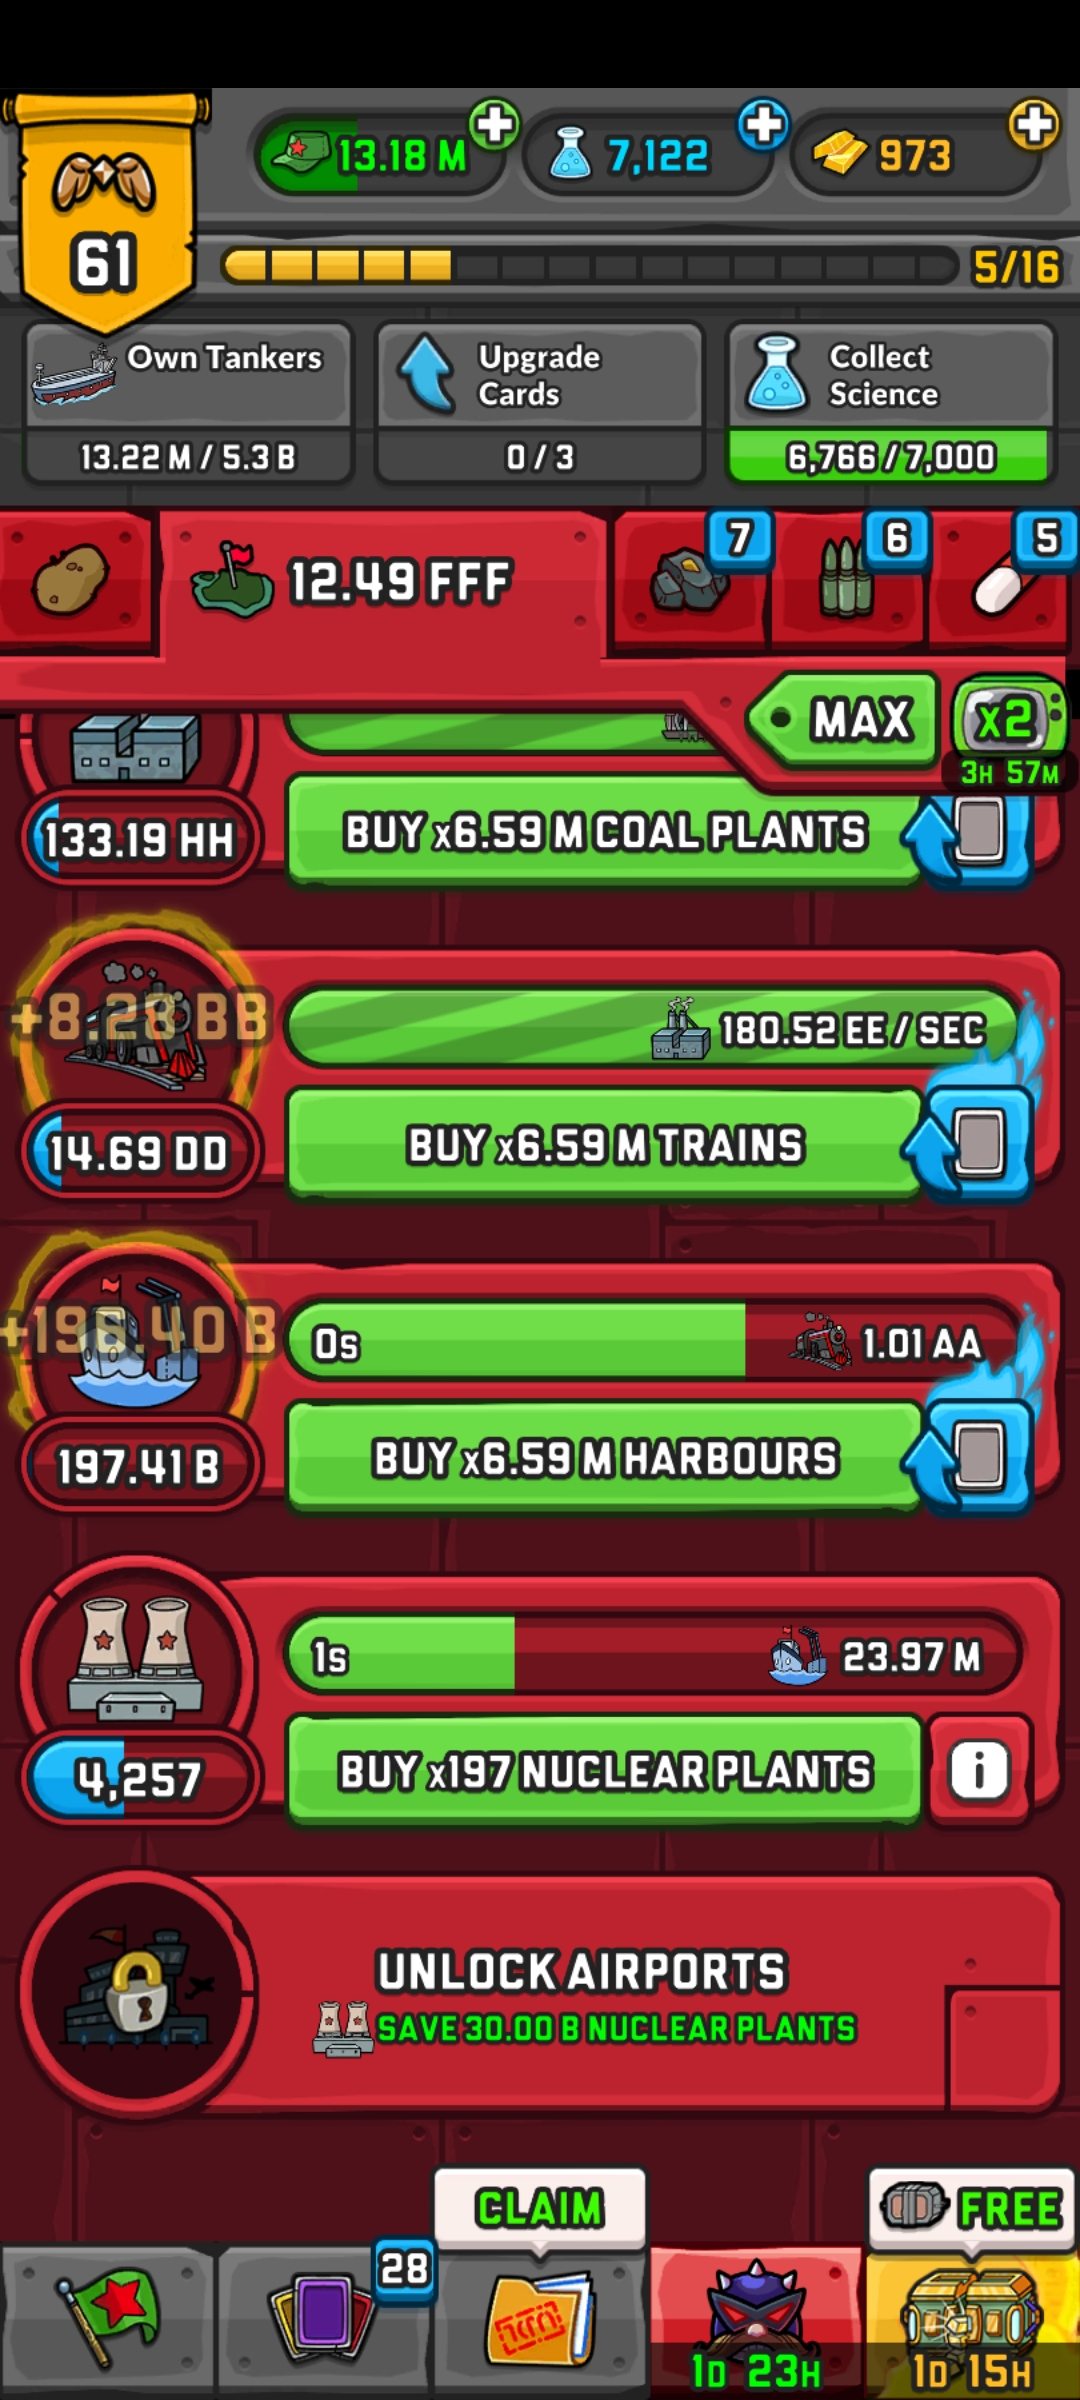 61
13.18 M
7,122
973
5/16
Own Tankers
13.22 M / 5.3 B
Upgrade
Cards
0 / 3
Collect
Science
6,766 / 7,000
12.49 FFF
7
6
5
MAX
x2
3H 57M
133.19 HH
BUY x6.59 M COAL PLANTS
+8.28 BB
180.52 EE / SEC
14.69 DD
BUY x6.59 M TRAINS
+196.40 B
0s
1.01 AA
197.41 B
BUY x6.59 M HARBOURS
1s
23.97 M
4,257
BUY x197 NUCLEAR PLANTS
i
UNLOCK AIRPORTS
SAVE 30.00 B NUCLEAR PLANTS
CLAIM
FREE
28
1D 23H
1D 15H